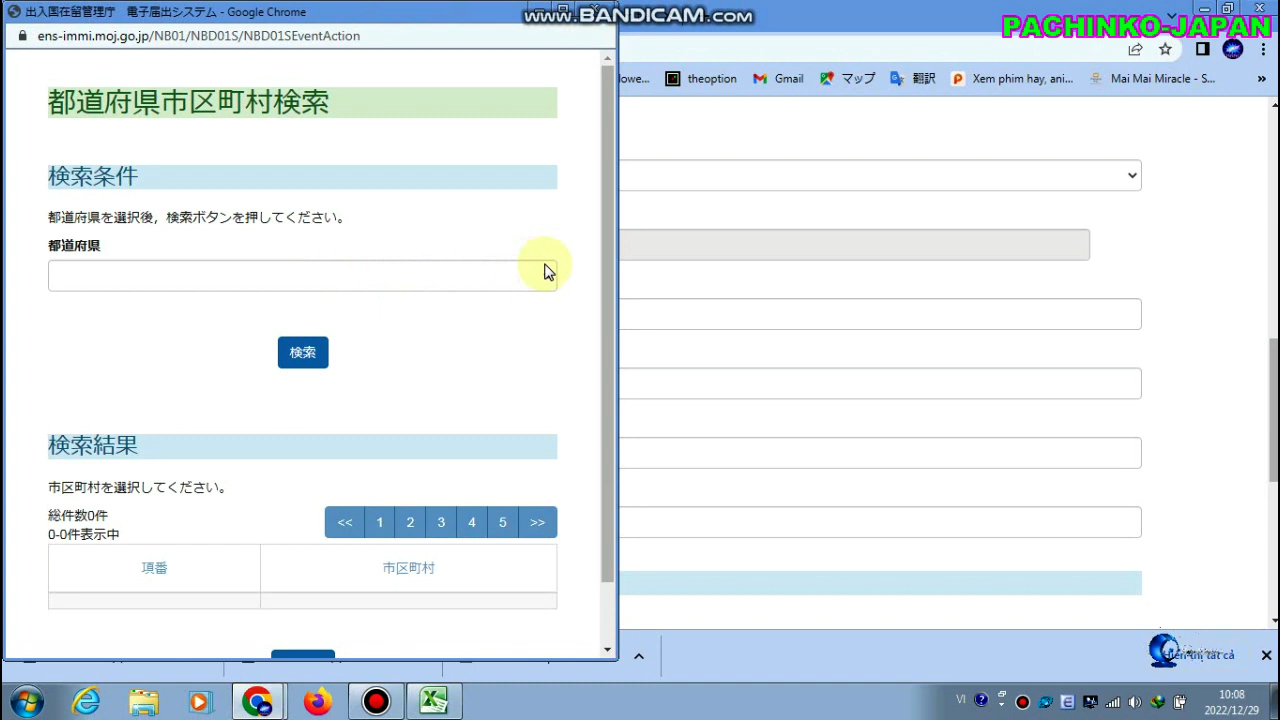 出入国在留管理庁 電子届出システム - Google Chrome
www.BANDICAM.com
PACHINKO-JAPAN
ens-immi.moj.go.jp/NB01/NBD01S/NBD01SEventAction
theoption
Gmail
マップ
翻訳
Xem phim hay, ani...
Mai Mai Miracle - S...
»
都道府県市区町村検索
検索条件
都道府県を選択後，検索ボタンを押してください。
都道府県
検索
検索結果
市区町村を選択してください。
総件数0件
<< 1 2 3 4 5 >>
0-0件表示中
項番 市区町村
Hiển thị tất cả
VI
10:08
2022/12/29